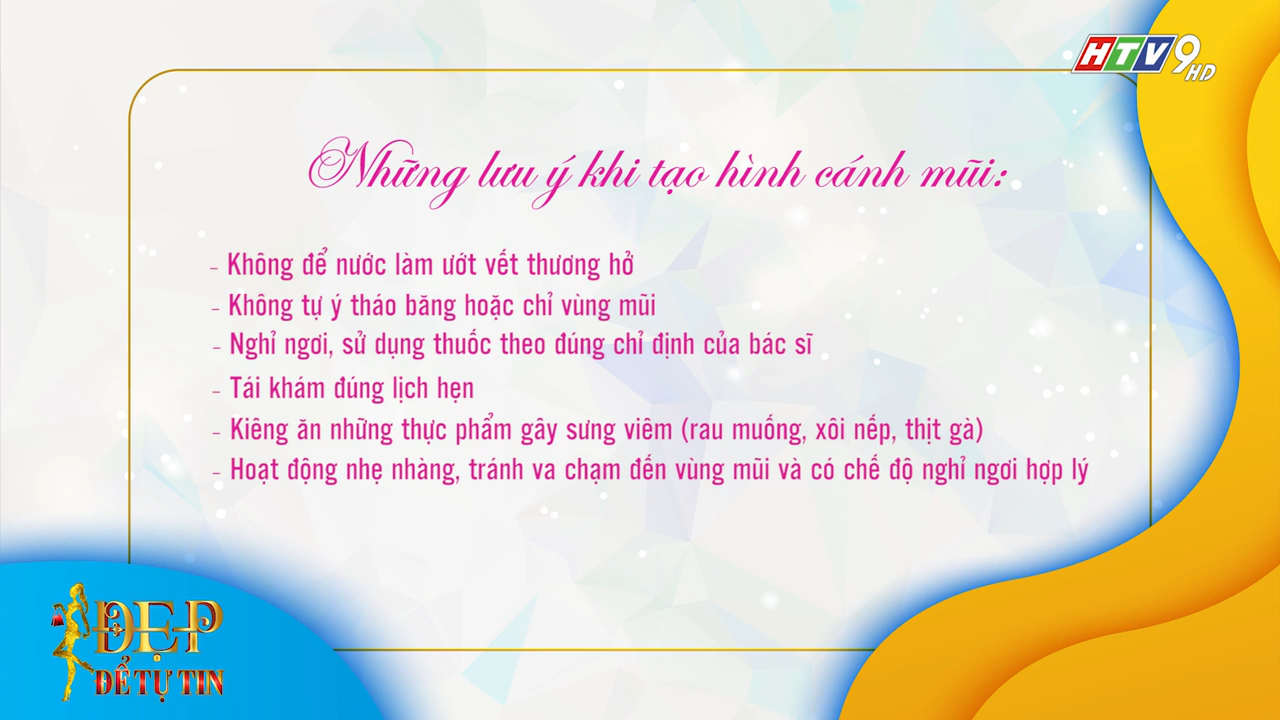 HTV9 HD
Những lưu ý khi tạo hình cánh mũi:
- Không để nước làm ướt vết thương hở
- Không tự ý tháo băng hoặc chỉ vùng mũi
- Nghỉ ngơi, sử dụng thuốc theo đúng chỉ định của bác sĩ
- Tái khám đúng lịch hẹn
- Kiêng ăn những thực phẩm gây sưng viêm (rau muống, xôi nếp, thịt gà)
- Hoạt động nhẹ nhàng, tránh va chạm đến vùng mũi và có chế độ nghỉ ngơi hợp lý
ĐẸP
ĐỂ TỰ TIN